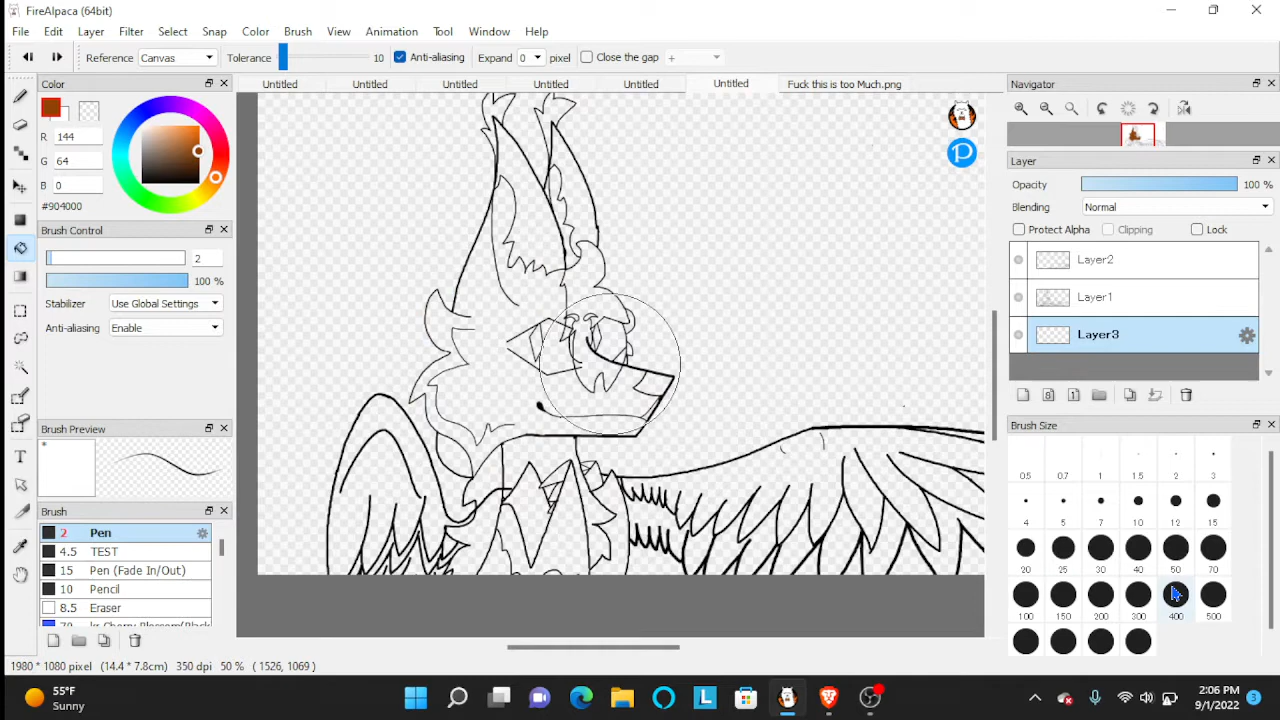 FireAlpaca (64bit)
File Edit Layer Filter Select Snap Color Brush View Animation Tool Window Help
Reference Canvas Tolerance 10 Anti-aliasing Expand 0 pixel Close the gap +
Color
R 144
G 64
B 0
#904000
Brush Control
2
100 %
Stabilizer Use Global Settings
Anti-aliasing Enable
Brush Preview
*
Brush
2 Pen
4.5 TEST
15 Pen (Fade In/Out)
10 Pencil
8.5 Eraser
Untitled Untitled Untitled Untitled Untitled Untitled Fuck this is too Much.png
P
Navigator
Layer
Opacity 100 %
Blending Normal
Protect Alpha Clipping Lock
Layer2
Layer1
Layer3
Brush Size
0.5 0.7 1 1.5 2 3
4 5 7 10 12 15
20 25 30 40 50 70
100 150 200 300 400 500
1980 * 1080 pixel (14.4 * 7.8cm) 350 dpi 50 % ( 1526, 1069 )
55°F
Sunny
L
2:06 PM
9/1/2022
3